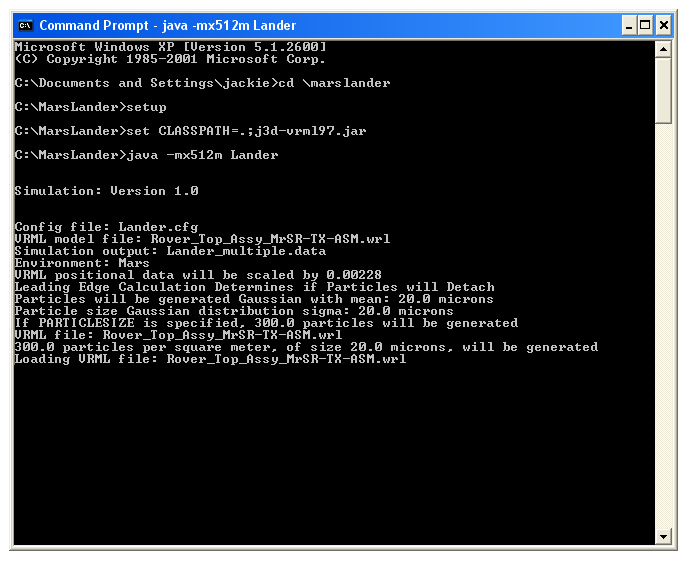 Command Prompt - java -mx512m Lander
Microsoft Windows XP [Version 5.1.2600]
(C) Copyright 1985-2001 Microsoft Corp.
C:\Documents and Settings\jackie>cd \marslander
C:\MarsLander>setup
C:\MarsLander>set CLASSPATH=.;j3d-vrml97.jar
C:\MarsLander>java -mx512m Lander
Simulation: Version 1.0
Config file: Lander.cfg
VRML model file: Rover_Top_Assy_MrSR-TX-ASM.wrl
Simulation output: Lander_multiple.data
Environment: Mars
VRML positional data will be scaled by 0.00228
Leading Edge Calculation Determines if Particles will Detach
Particles will be generated Gaussian with mean: 20.0 microns
Particle size Gaussian distribution sigma: 20.0 microns
If PARTICLESIZE is specified, 300.0 particles will be generated
VRML file: Rover_Top_Assy_MrSR-TX-ASM.wrl
300.0 particles per square meter, of size 20.0 microns, will be generated
Loading VRML file: Rover_Top_Assy_MrSR-TX-ASM.wrl